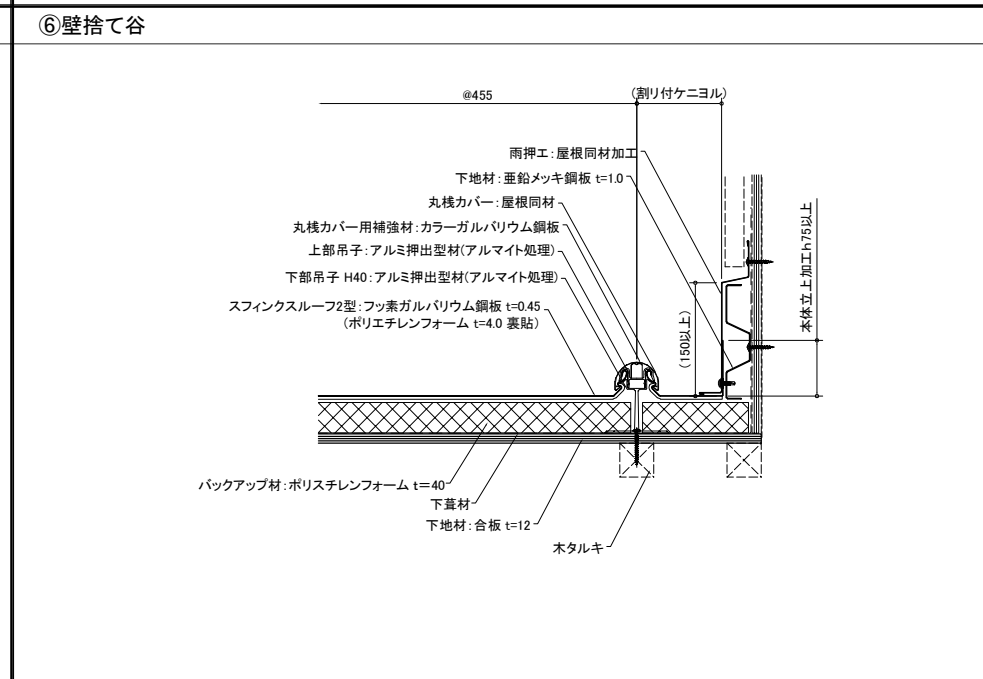 ⑥壁捨て谷
@455
(割リ付ケニヨル)
雨押エ:屋根同材加工
下地材:亜鉛メッキ鋼板 t=1.0
丸桟カバー:屋根同材
丸桟カバー用補強材:カラーガルバリウム鋼板
上部吊子:アルミ押出型材(アルマイト処理)
下部吊子 H40:アルミ押出型材(アルマイト処理)
スフィンクスルーフ2型:フッ素ガルバリウム鋼板 t=0.45
(ポリエチレンフォーム t=4.0 裏貼)
(150以上)
本体立上加工h75以上
バックアップ材:ポリスチレンフォーム t=40
下葺材
下地材:合板 t=12
木タルキ